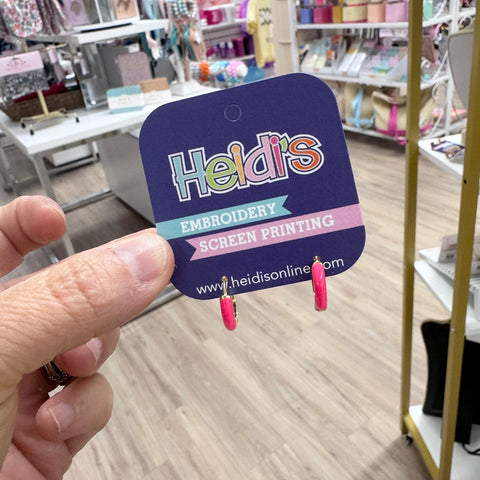 Heidi's
EMBROIDERY
SCREEN PRINTING
www.heidisonline.com